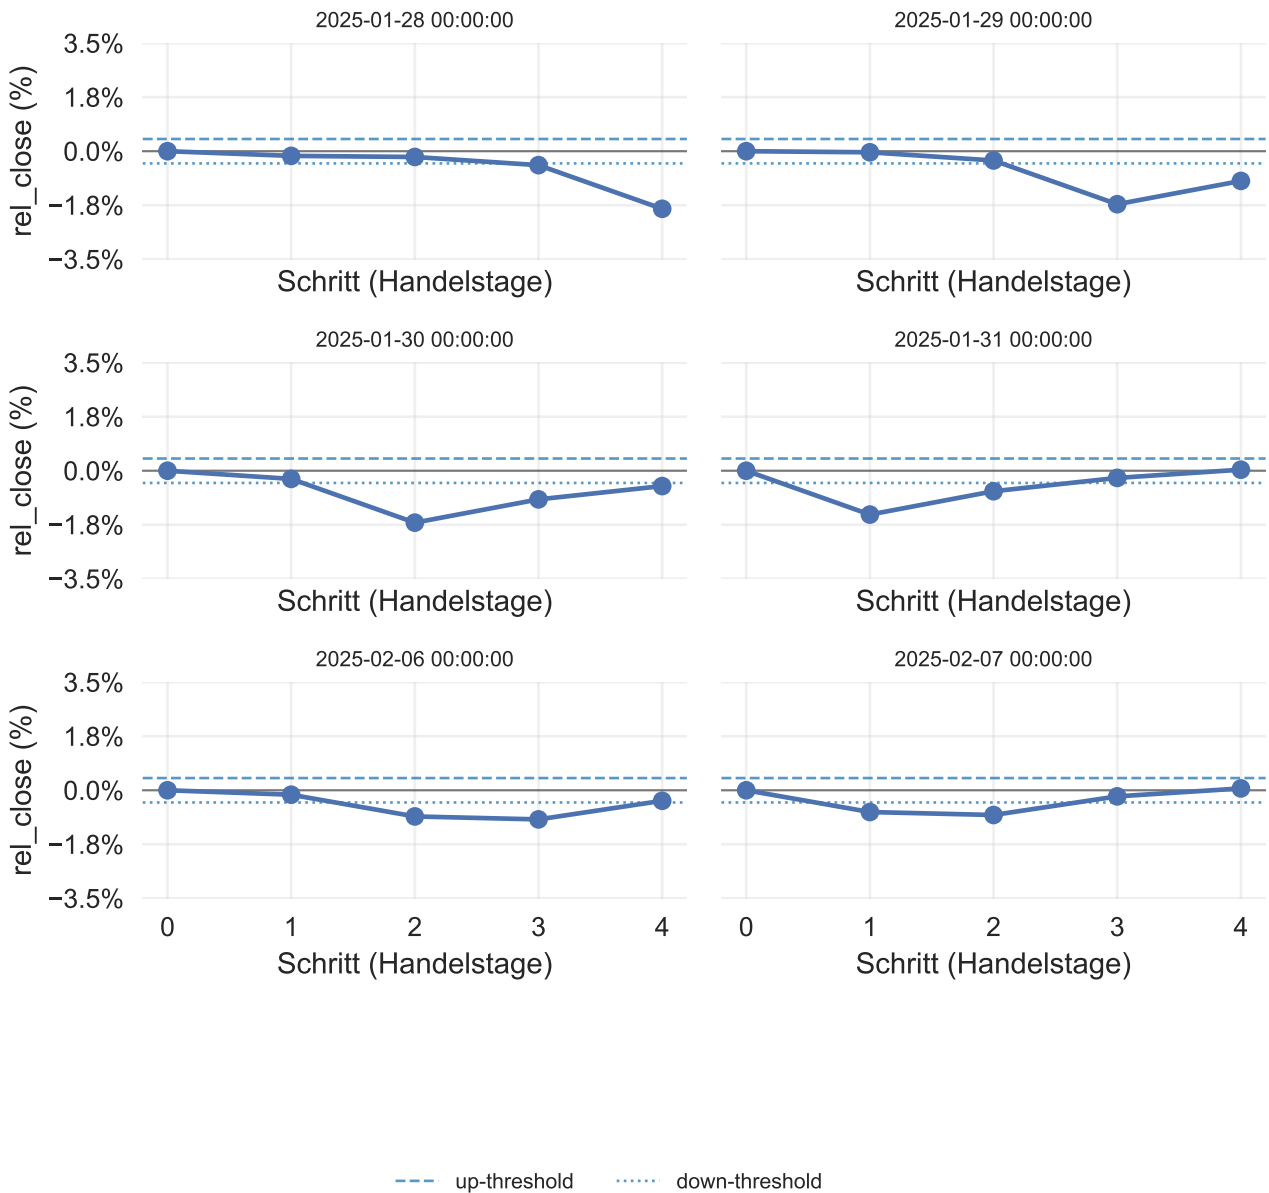 2025-01-28 00:00:00
2025-01-29 00:00:00
rel_close (%)
3.5%
1.8%
0.0%
−1.8%
−3.5%
Schritt (Handelstage)
Schritt (Handelstage)
2025-01-30 00:00:00
2025-01-31 00:00:00
rel_close (%)
3.5%
1.8%
0.0%
−1.8%
−3.5%
Schritt (Handelstage)
Schritt (Handelstage)
2025-02-06 00:00:00
2025-02-07 00:00:00
rel_close (%)
3.5%
1.8%
0.0%
−1.8%
−3.5%
0 1 2 3 4
0 1 2 3 4
Schritt (Handelstage)
Schritt (Handelstage)
up-threshold
down-threshold